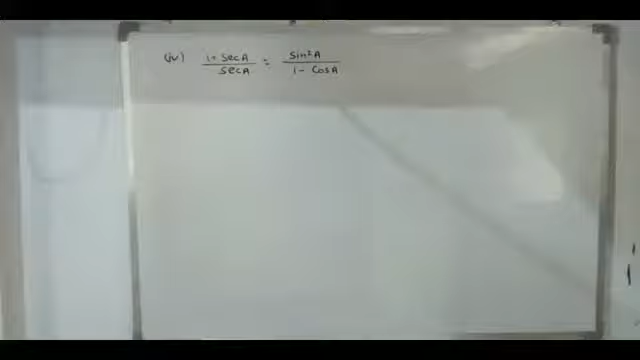 (iv) (1+ SecA)/(SecA) = (Sin²A)/(1 - CosA)